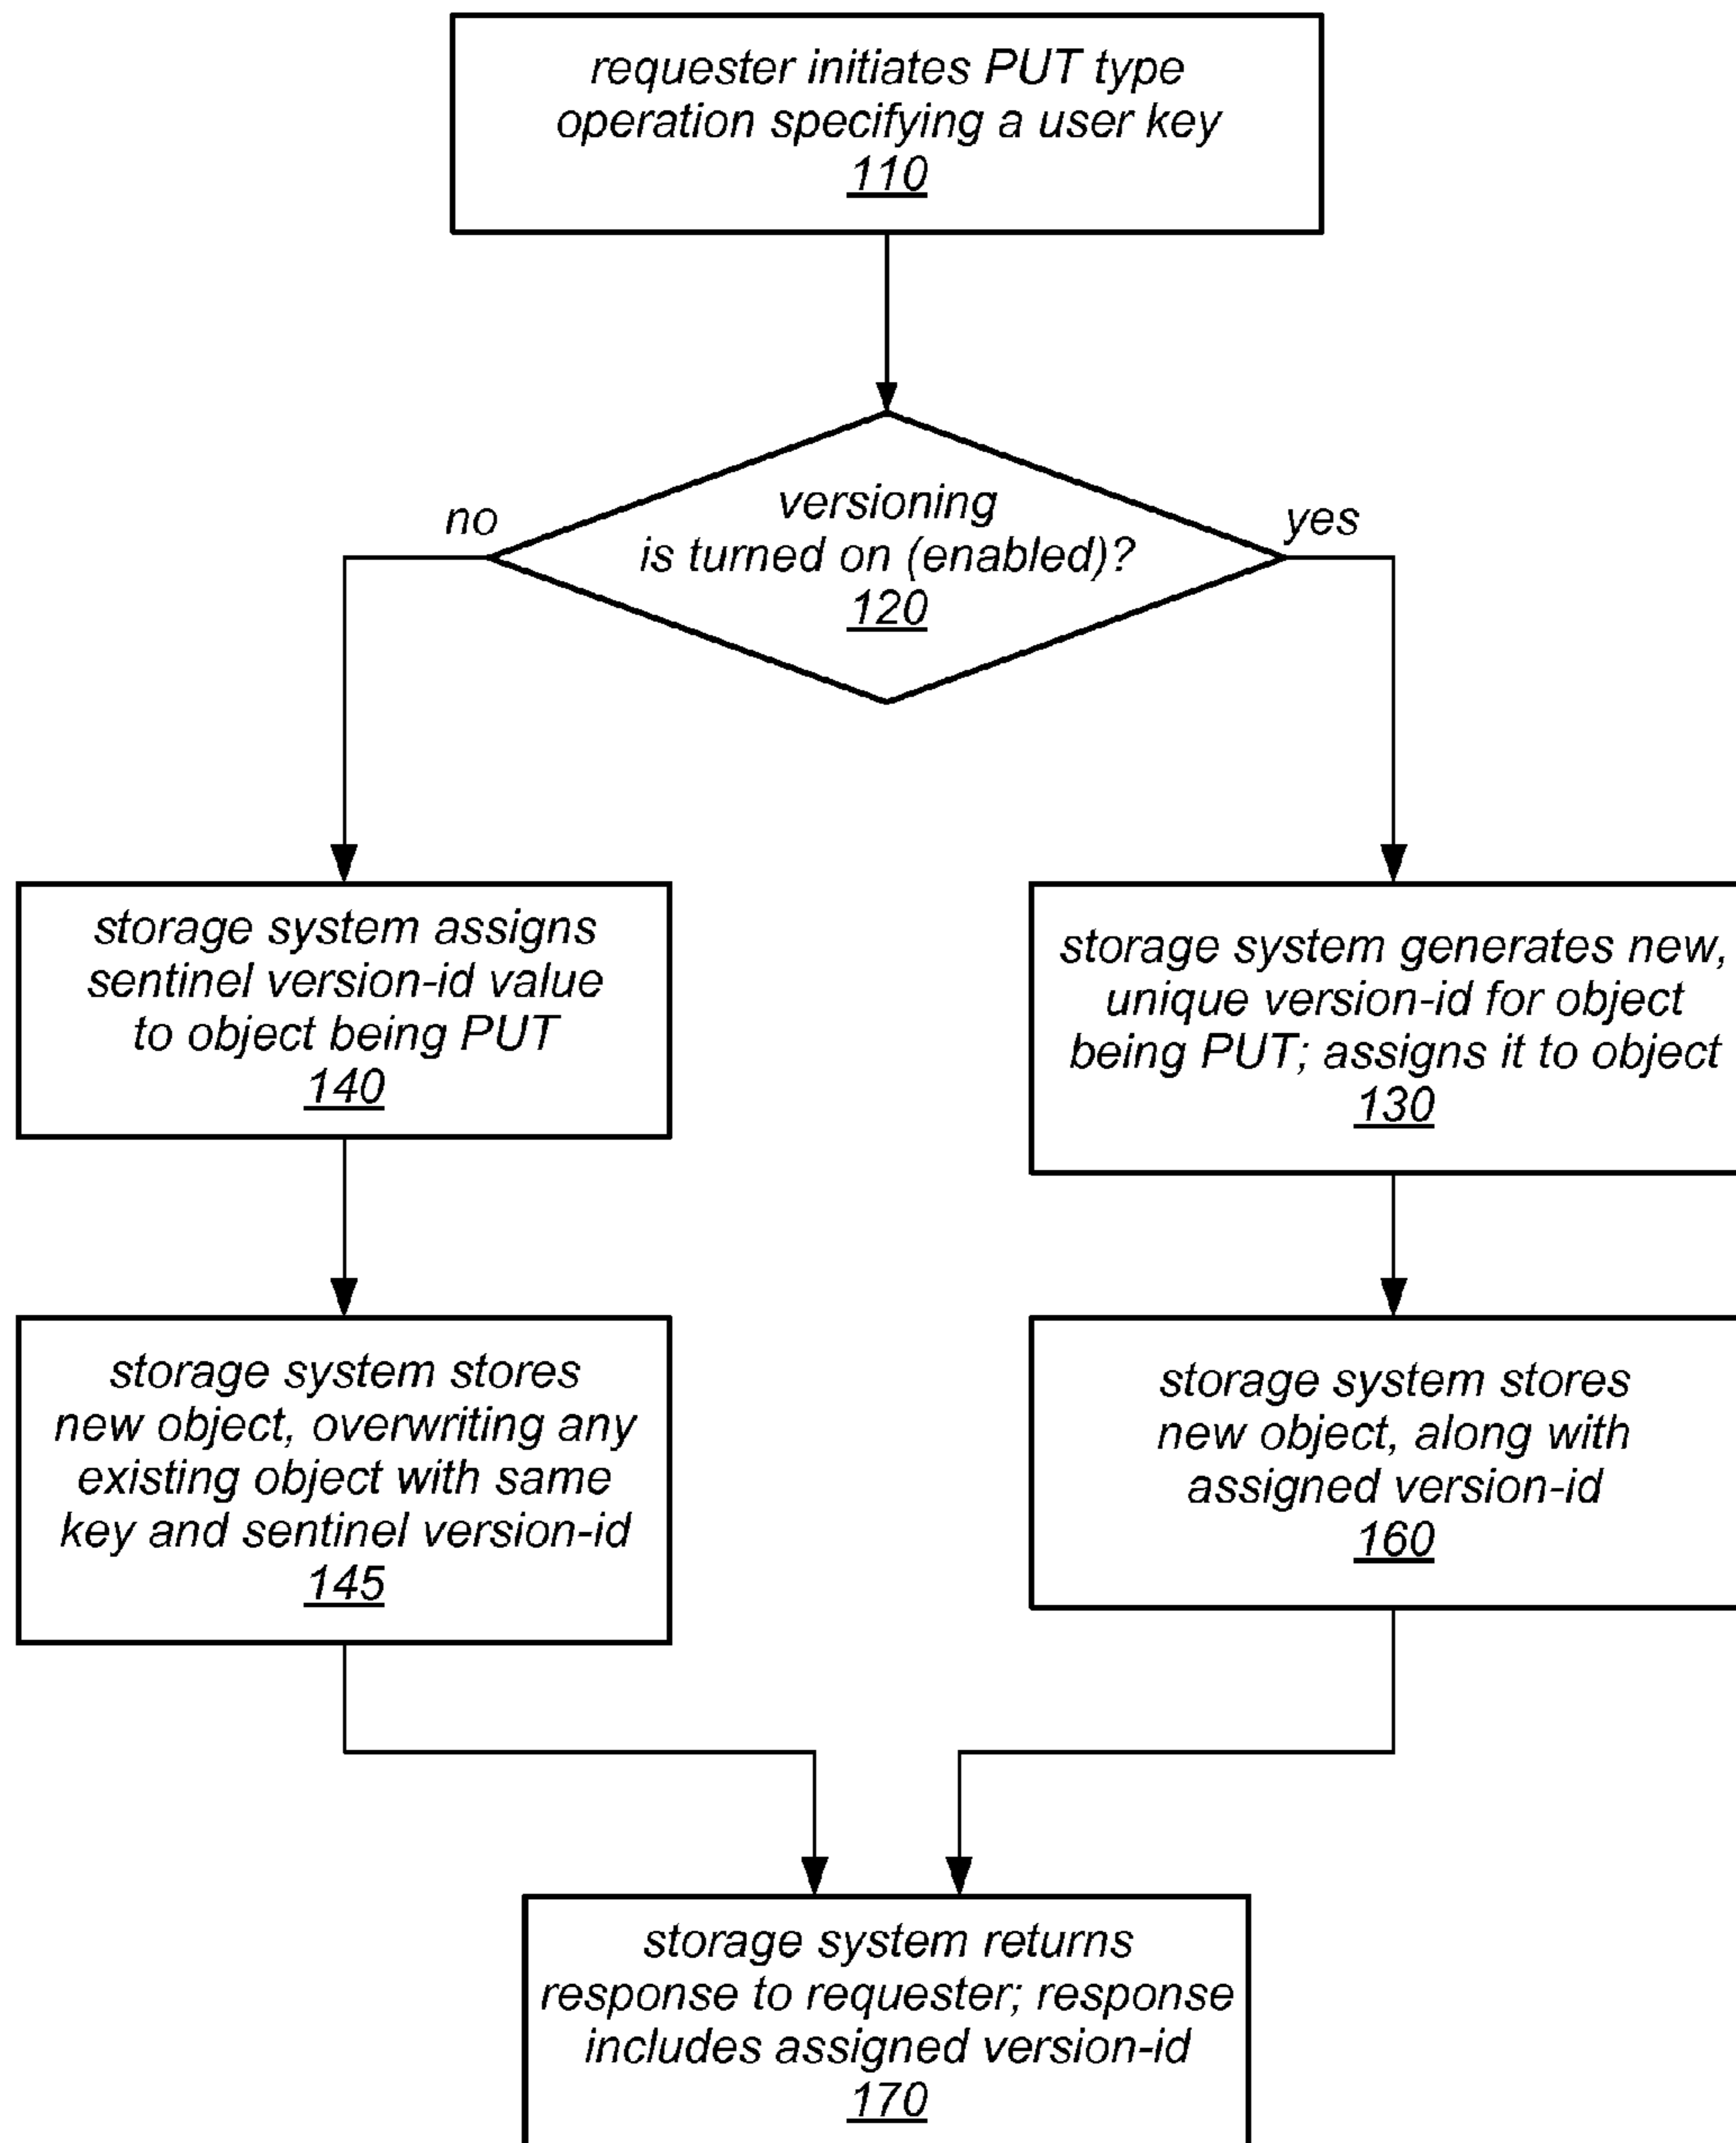 requester initiates PUT type
operation specifying a user key
110
versioning
is turned on (enabled)?
120
no
yes
storage system assigns
sentinel version-id value
to object being PUT
140
storage system generates new,
unique version-id for object
being PUT; assigns it to object
130
storage system stores
new object, overwriting any
existing object with same
key and sentinel version-id
145
storage system stores
new object, along with
assigned version-id
160
storage system returns
response to requester; response
includes assigned version-id
170